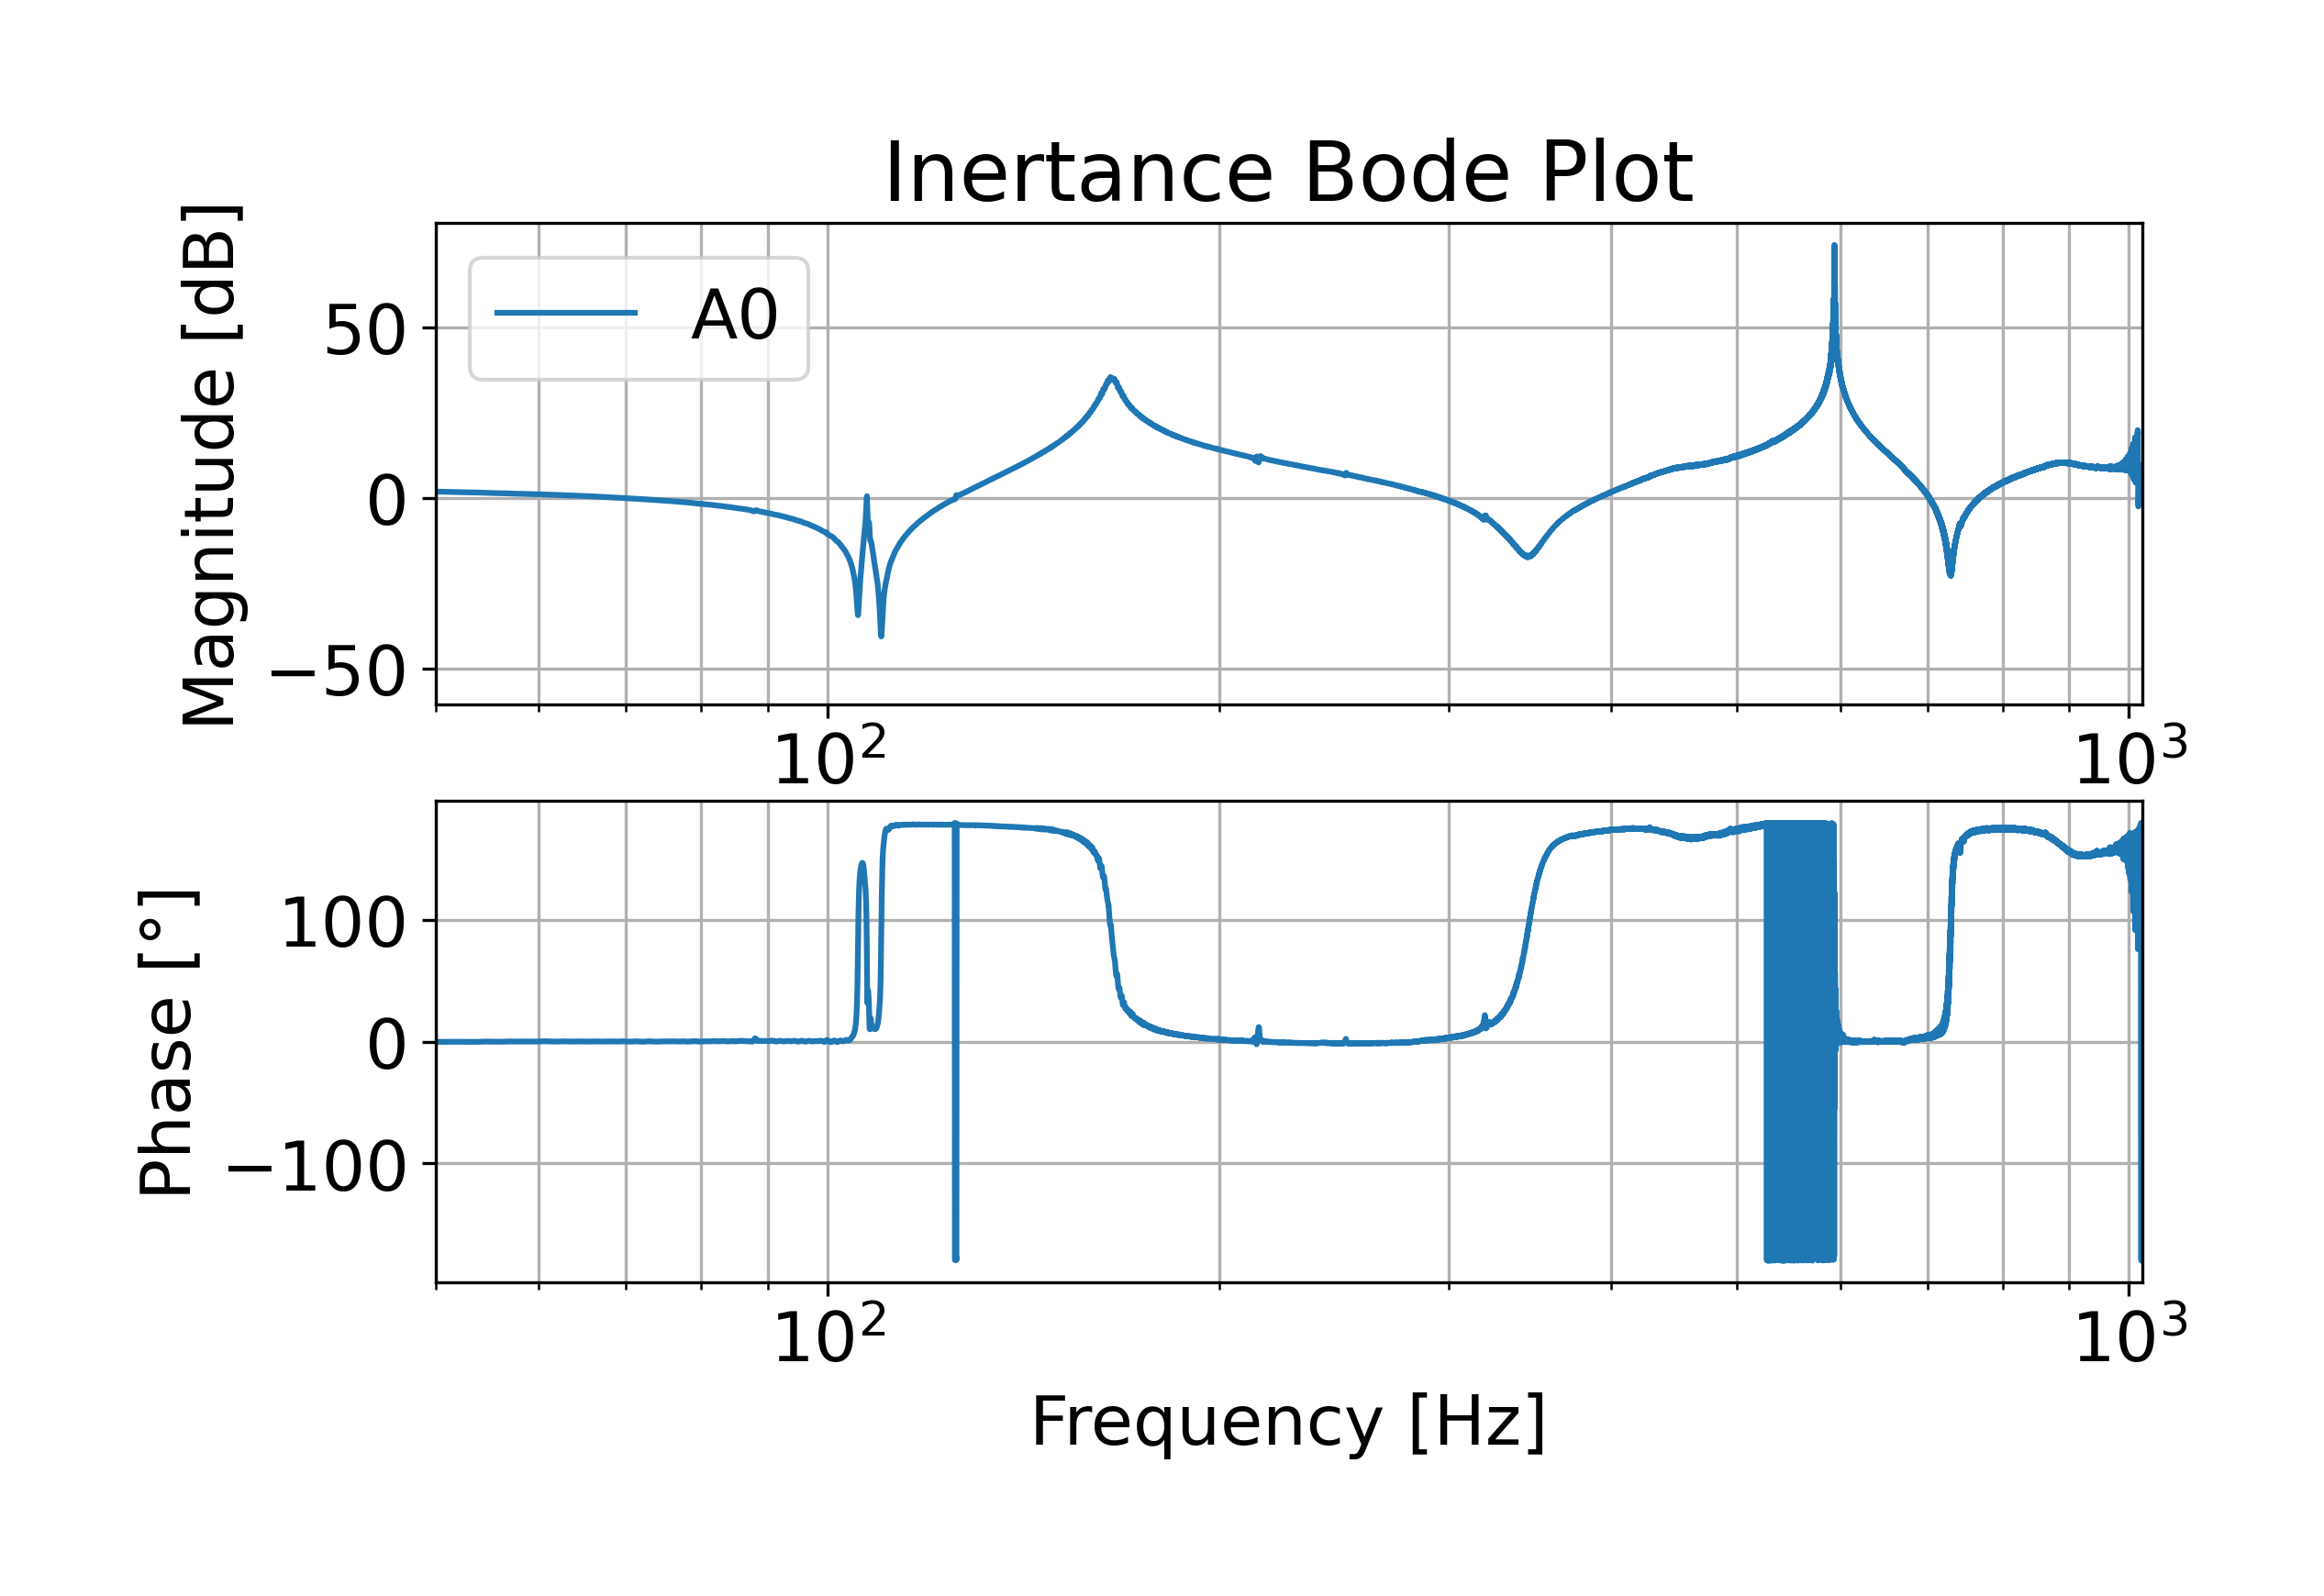 Inertance Bode Plot
Magnitude [dB]
50
0
−50
A0
10²
10³
Phase [°]
100
0
−100
10²
10³
Frequency [Hz]